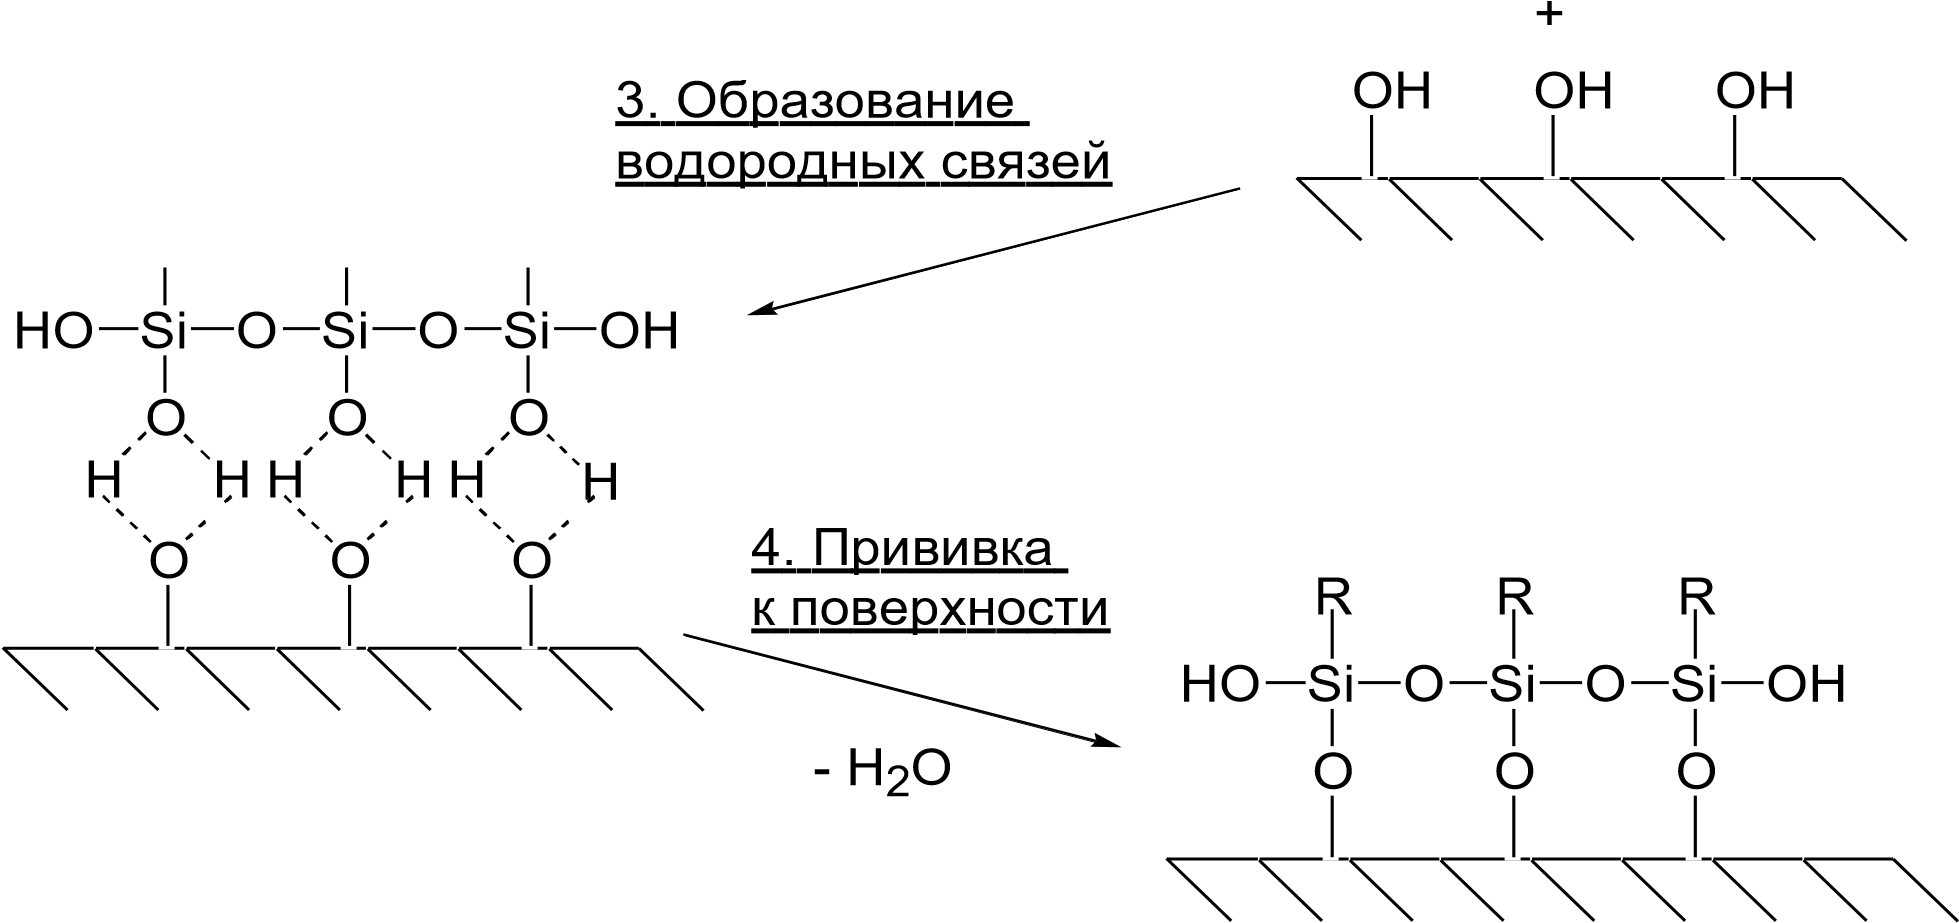 +
3. Образование
водородных связей
OH OH OH
HO Si O Si O Si OH
O O O
H H H H H H
O O O
4. Прививка
к поверхности
R R R
HO Si O Si O Si OH
- H2O
O O O